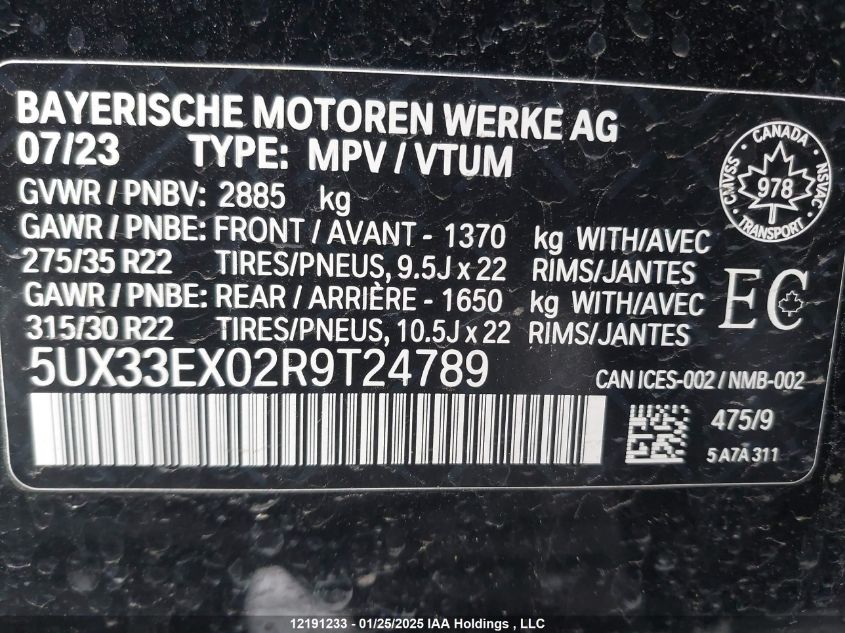 BAYERISCHE MOTOREN WERKE AG
07/23 TYPE: MPV / VTUM
GVWR / PNBV: 2885 kg
GAWR / PNBE: FRONT / AVANT - 1370 kg WITH/AVEC
275/35 R22 TIRES/PNEUS, 9.5J x 22 RIMS/JANTES
GAWR / PNBE: REAR / ARRIÈRE - 1650 kg WITH/AVEC
315/30 R22 TIRES/PNEUS, 10.5J x 22 RIMS/JANTES
5UX33EX02R9T24789
CANADA
CMVSS 978 NSVAC
TRANSPORT
EC
CAN ICES-002 / NMB-002
475/9
5 A7A 311
12191233 - 01/25/2025 IAA Holdings , LLC